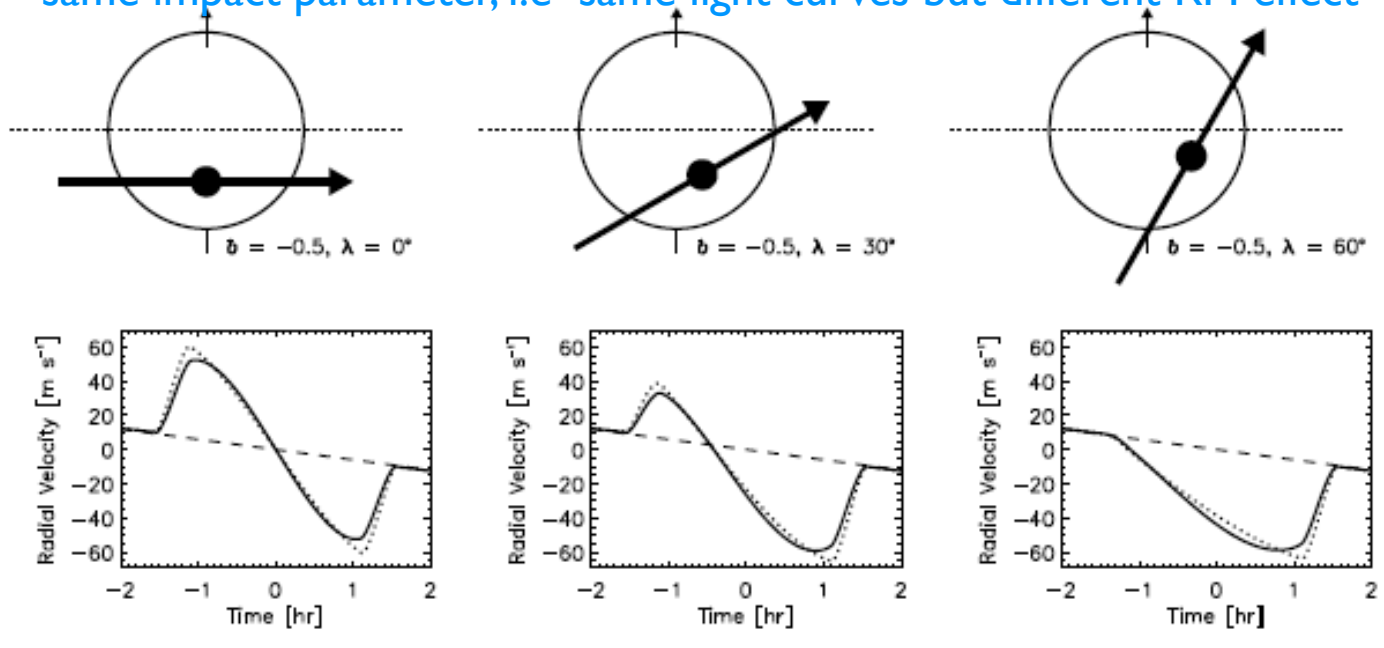 same impact parameter, i.e same light curves but different RM effect
b = −0.5, λ = 0°
b = −0.5, λ = 30°
b = −0.5, λ = 60°
Radial Velocity [m s⁻¹]
60
40
20
0
−20
−40
−60
−2 −1 0 1 2
Time [hr]
Radial Velocity [m s⁻¹]
60
40
20
0
−20
−40
−60
−2 −1 0 1 2
Time [hr]
Radial Velocity [m s⁻¹]
60
40
20
0
−20
−40
−60
−2 −1 0 1 2
Time [hr]